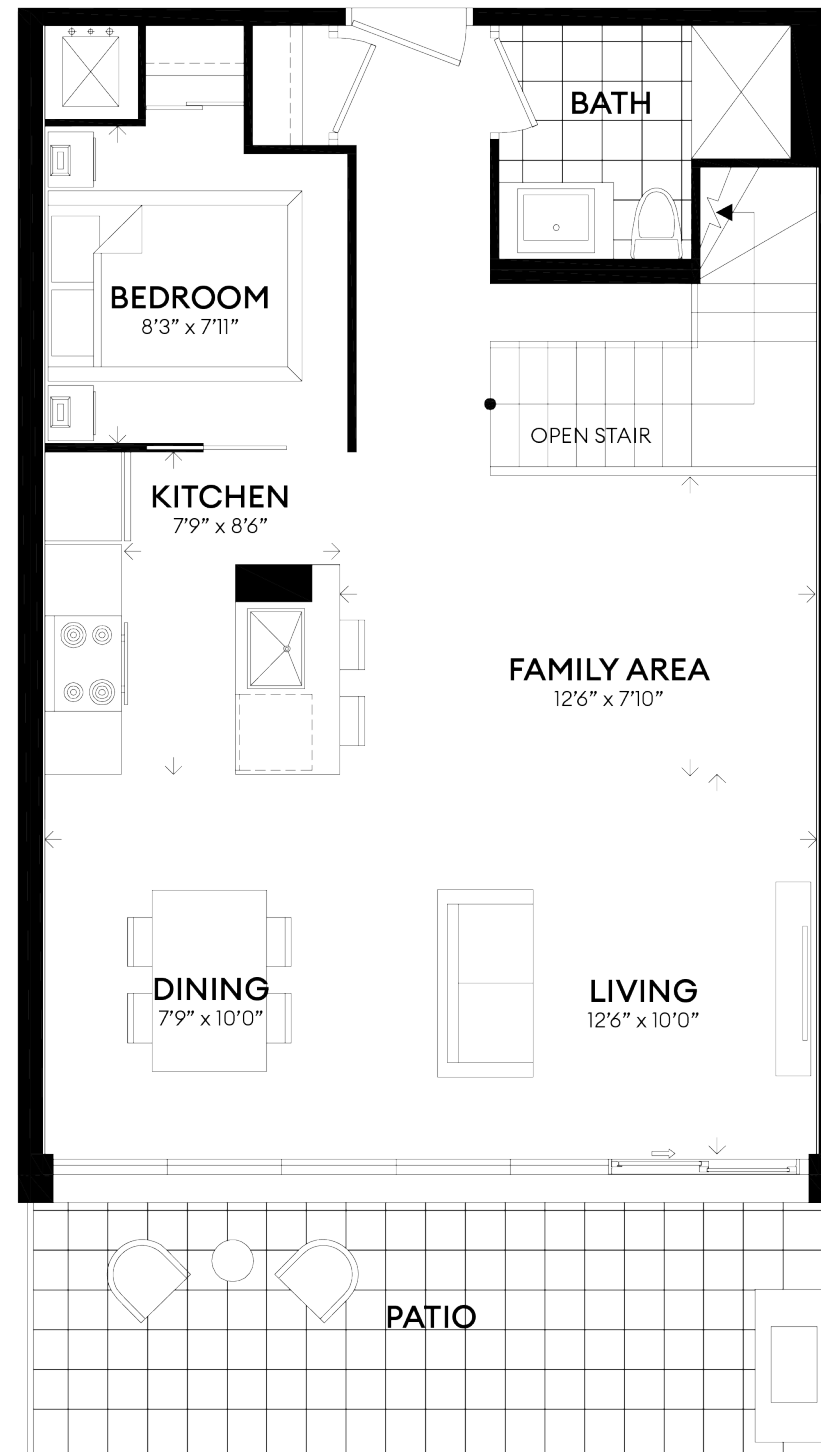 BATH
BEDROOM
8’3” x 7’11”
OPEN STAIR
KITCHEN
7’9” x 8’6”
FAMILY AREA
12’6” x 7’10”
DINING
7’9” x 10’0”
LIVING
12’6” x 10’0”
PATIO